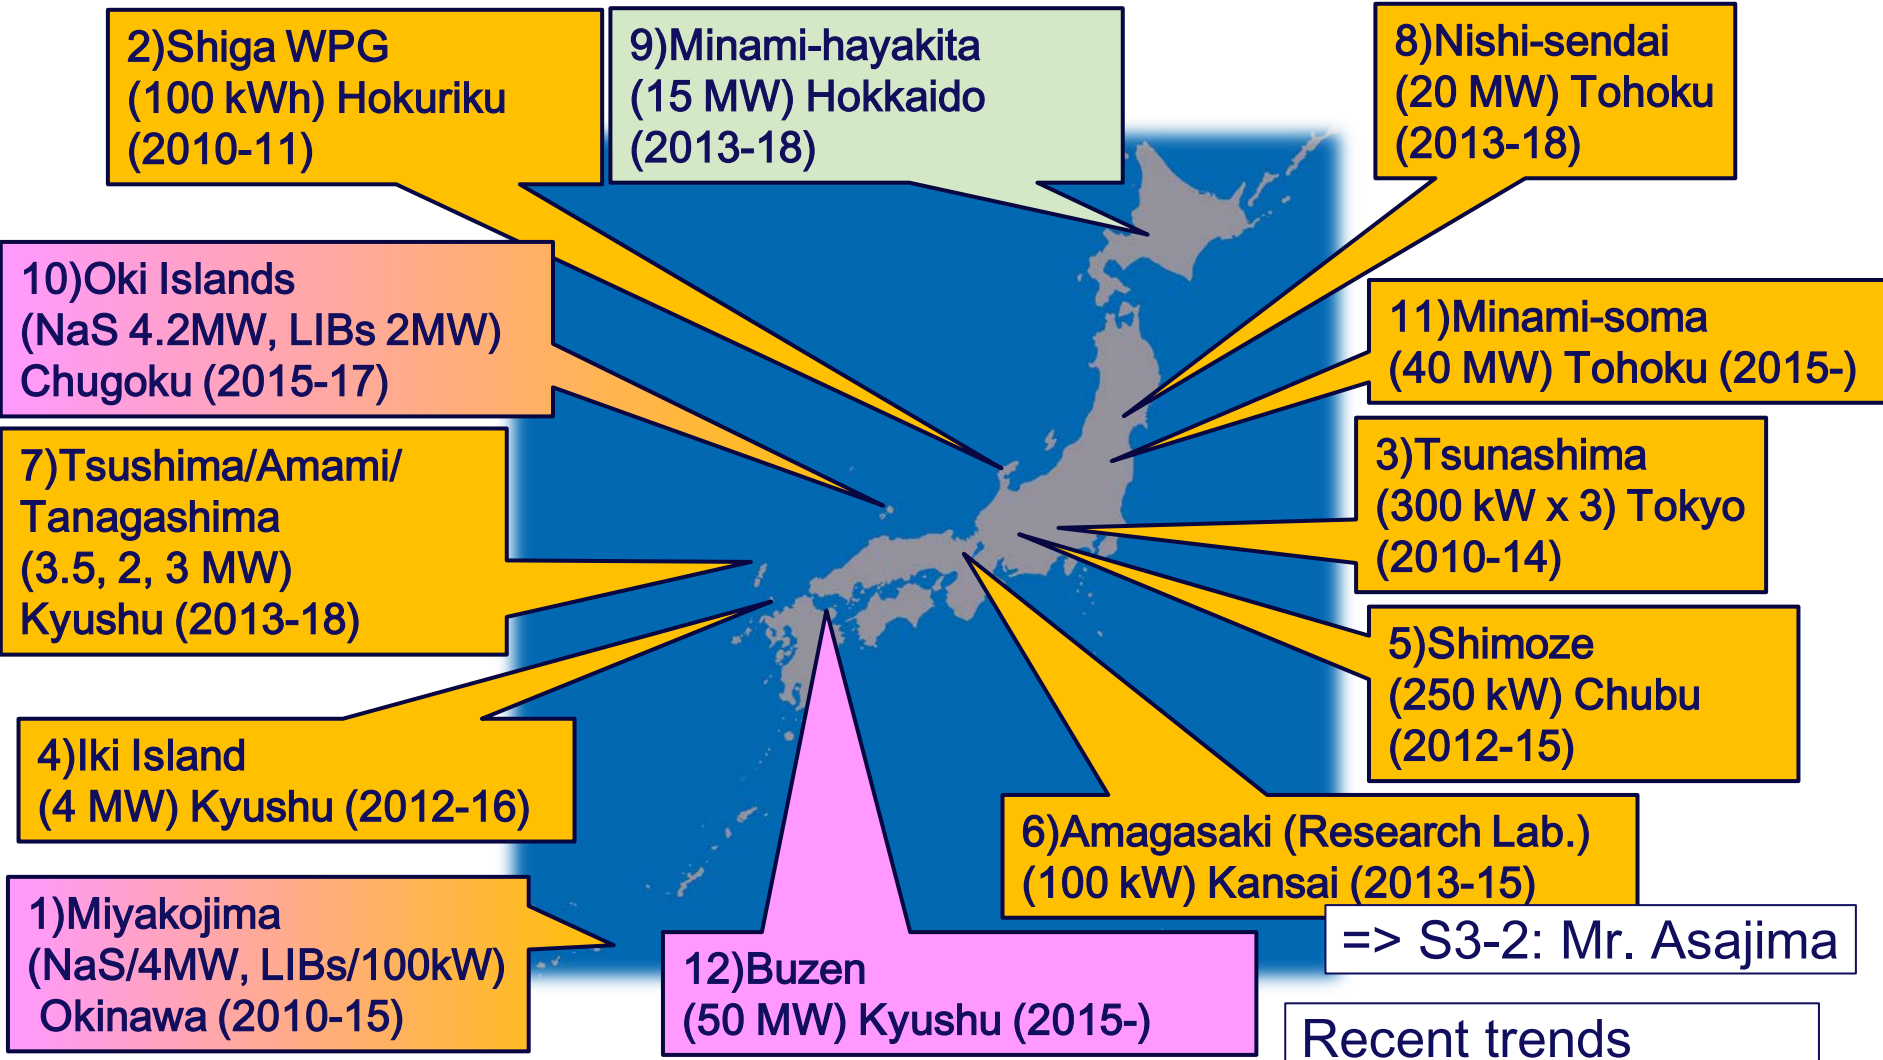 2)Shiga WPG
(100 kWh) Hokuriku
(2010-11)
9)Minami-hayakita
(15 MW) Hokkaido
(2013-18)
8)Nishi-sendai
(20 MW) Tohoku
(2013-18)
10)Oki Islands
(NaS 4.2MW, LIBs 2MW)
Chugoku (2015-17)
11)Minami-soma
(40 MW) Tohoku (2015-)
7)Tsushima/Amami/
Tanagashima
(3.5, 2, 3 MW)
Kyushu (2013-18)
3)Tsunashima
(300 kW x 3) Tokyo
(2010-14)
5)Shimoze
(250 kW) Chubu
(2012-15)
4)Iki Island
(4 MW) Kyushu (2012-16)
6)Amagasaki (Research Lab.)
(100 kW) Kansai (2013-15)
1)Miyakojima
(NaS/4MW, LIBs/100kW)
Okinawa (2010-15)
12)Buzen
(50 MW) Kyushu (2015-)
=> S3-2: Mr. Asajima
Recent trends